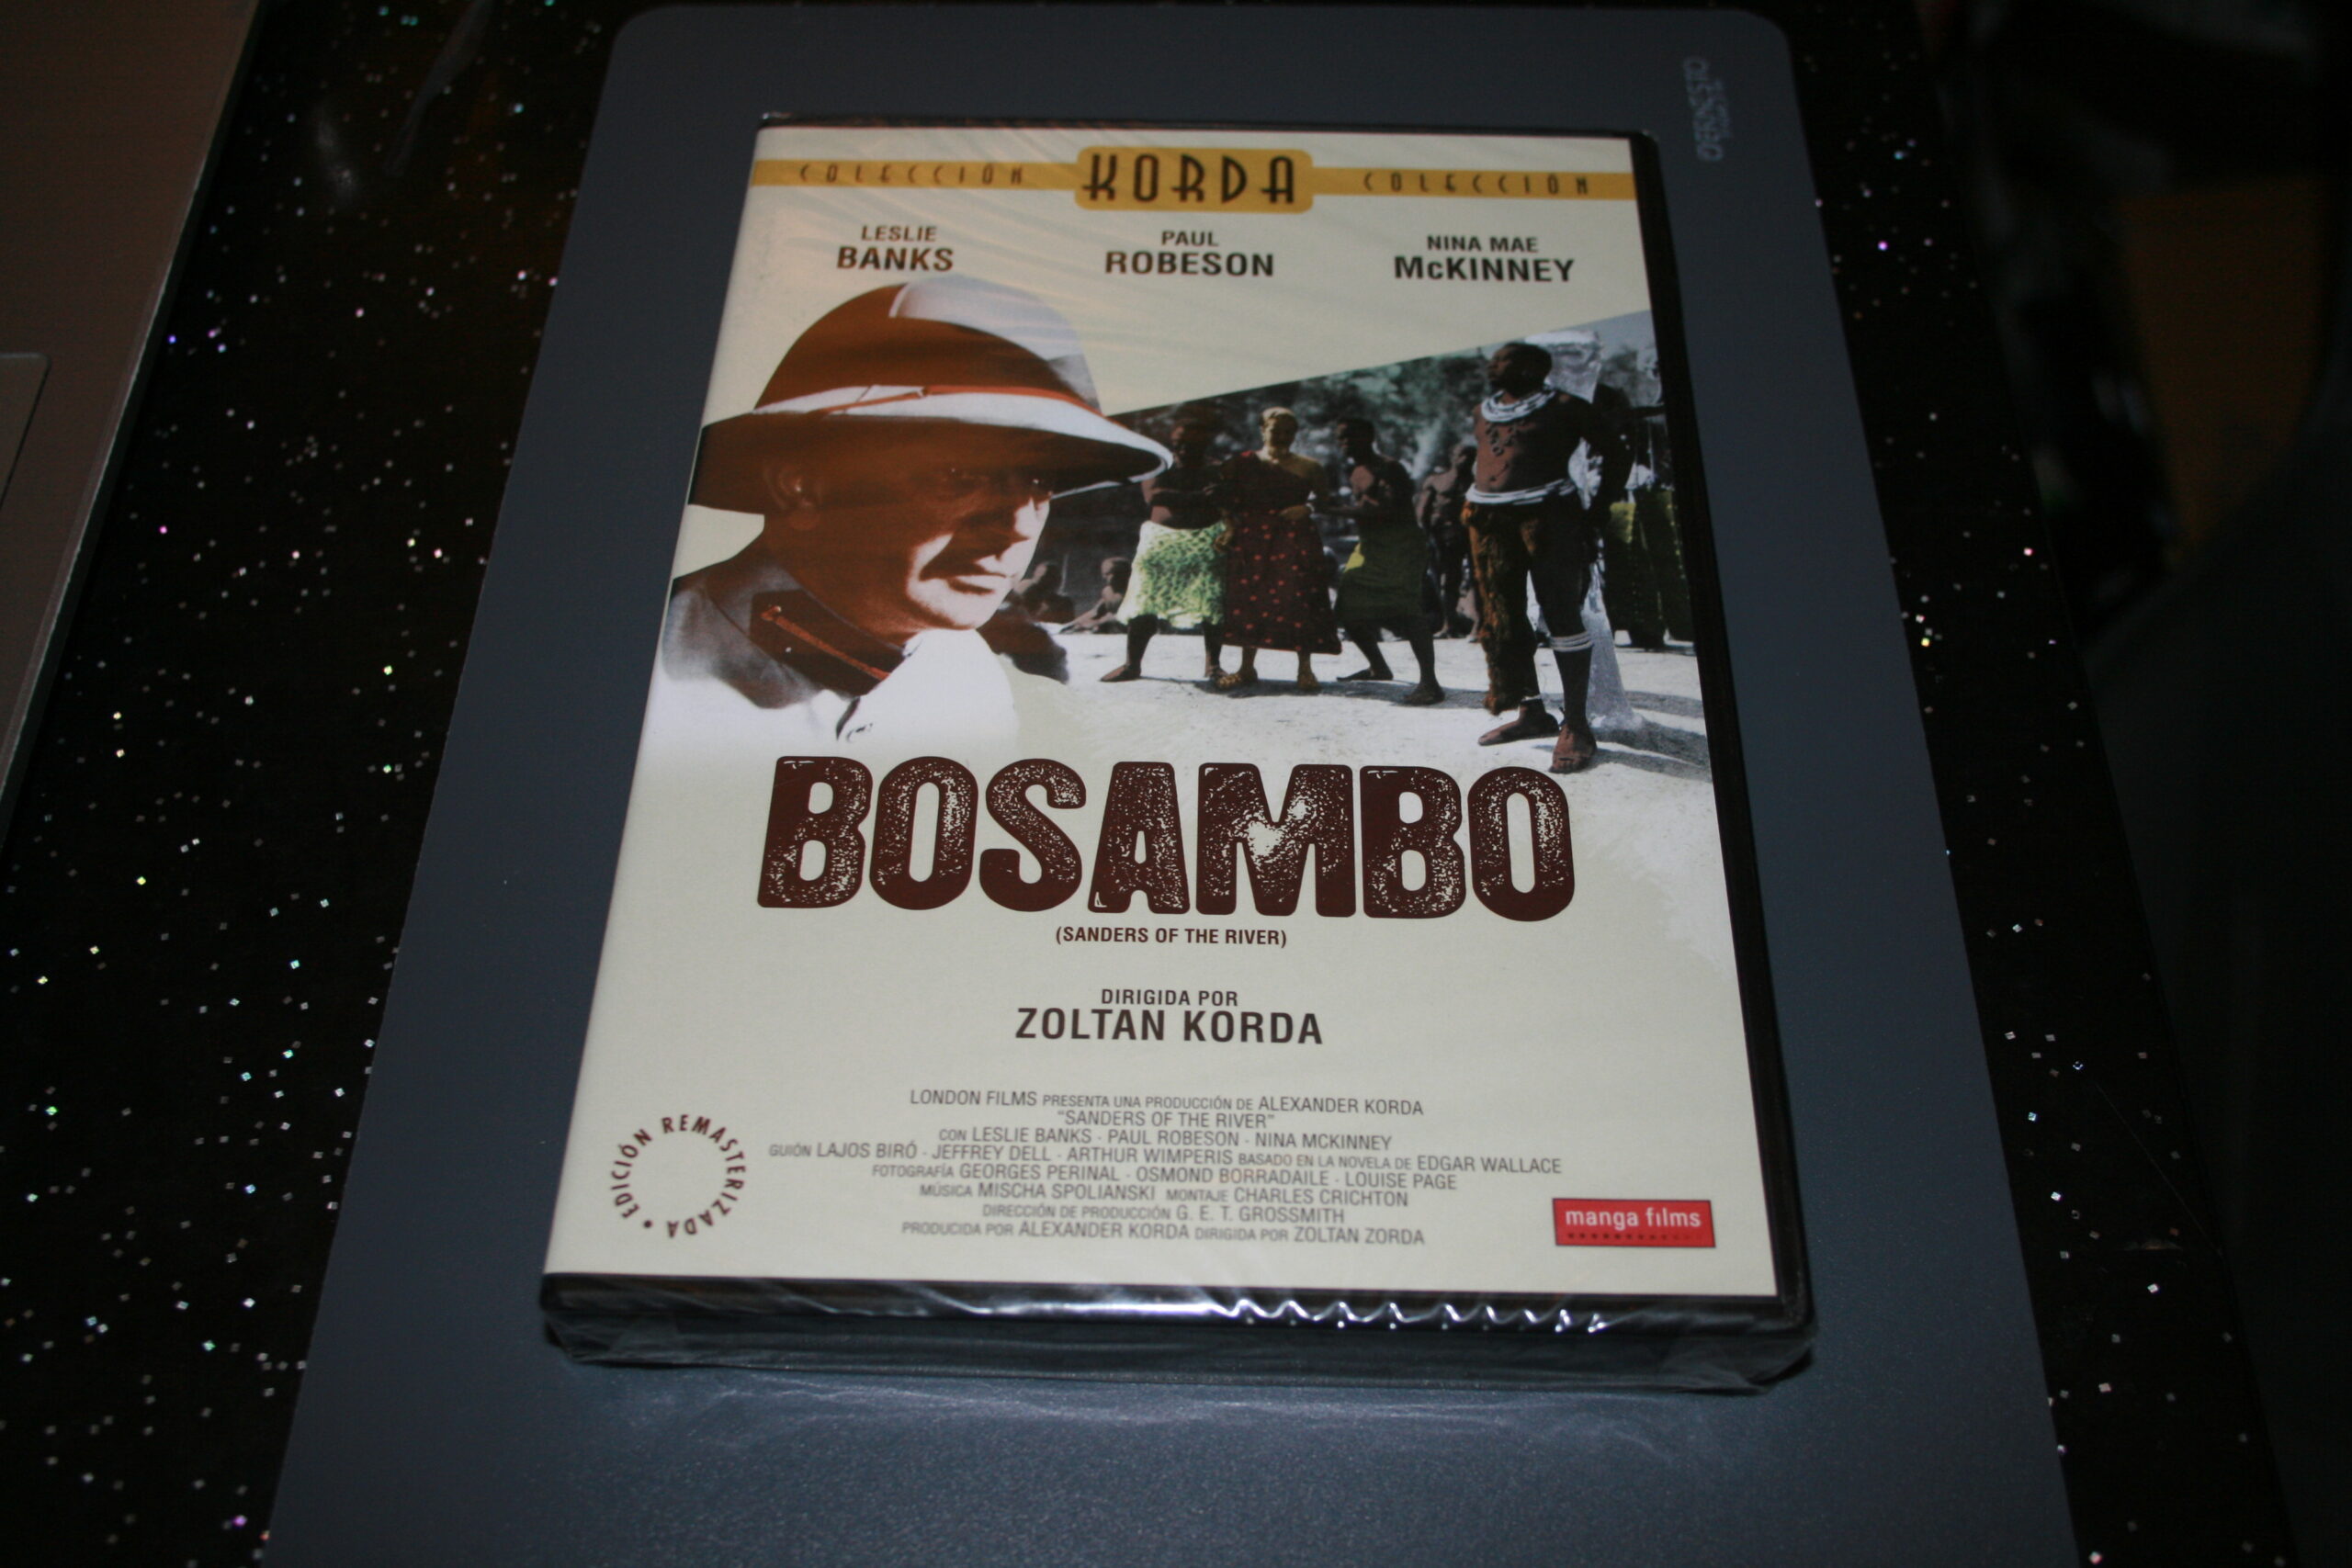 COLECCIÓN KORDA COLECCIÓN
LESLIE BANKS
PAUL ROBESON
NINA MAE McKINNEY
BOSAMBO
(SANDERS OF THE RIVER)
DIRIGIDA POR
ZOLTAN KORDA
LONDON FILMS PRESENTA UNA PRODUCCIÓN DE ALEXANDER KORDA
"SANDERS OF THE RIVER"
CON LESLIE BANKS · PAUL ROBESON · NINA MCKINNEY
GUIÓN LAJOS BIRÓ · JEFFREY DELL · ARTHUR WIMPERIS BASADO EN LA NOVELA DE EDGAR WALLACE
FOTOGRAFÍA GEORGES PERINAL · OSMOND BORRADAILE · LOUISE PAGE
MÚSICA MISCHA SPOLIANSKI MONTAJE CHARLES CRICHTON
DIRECCIÓN DE PRODUCCIÓN G. E. T. GROSSMITH
PRODUCIDA POR ALEXANDER KORDA DIRIGIDA POR ZOLTAN ZORDA
EDICIÓN REMASTERIZADA
manga films